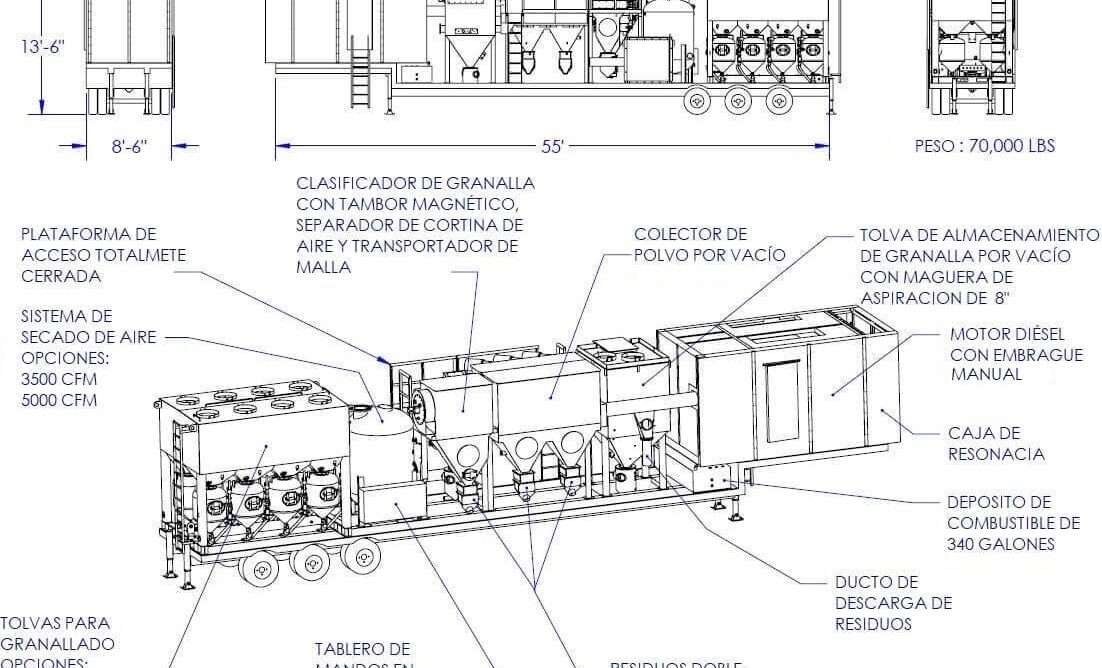 13'-6"
8'-6"
55'
PESO : 70,000 LBS
CLASIFICADOR DE GRANALLA
CON TAMBOR MAGNÉTICO,
SEPARADOR DE CORTINA DE
AIRE Y TRANSPORTADOR DE
MALLA
PLATAFORMA DE
ACCESO TOTALMETE
CERRADA
COLECTOR DE
POLVO POR VACÍO
TOLVA DE ALMACENAMIENTO
DE GRANALLA POR VACÍO
CON MAGUERA DE
ASPIRACION DE 8"
SISTEMA DE
SECADO DE AIRE
OPCIONES:
3500 CFM
5000 CFM
MOTOR DIÉSEL
CON EMBRAGUE
MANUAL
CAJA DE
RESONACIA
DEPOSITO DE
COMBUSTIBLE DE
340 GALONES
DUCTO DE
DESCARGA DE
RESIDUOS
TOLVAS PARA
GRANALLADO
OPCIONES:
TABLERO DE
MANDOS EN
RESIDUOS DOBLE: